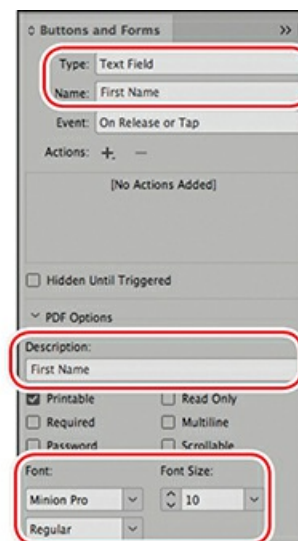 Buttons and Forms
Type: Text Field
Name: First Name
Event: On Release or Tap
Actions:
[No Actions Added]
Hidden Until Triggered
PDF Options
Description:
First Name
Printable Read Only
Required Multiline
Password Scrollable
Font: Font Size:
Minion Pro 10
Regular